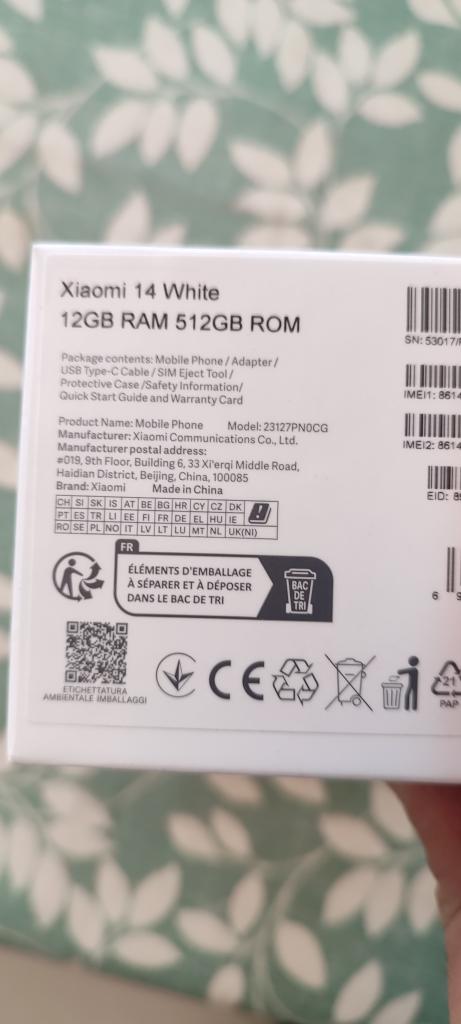 Xiaomi 14 White
12GB RAM 512GB ROM
Package contents: Mobile Phone / Adapter /
USB Type-C Cable / SIM Eject Tool /
Protective Case /Safety Information/
Quick Start Guide and Warranty Card
Product Name: Mobile Phone Model: 23127PN0CG
Manufacturer: Xiaomi Communications Co., Ltd.
Manufacturer postal address:
#019, 9th Floor, Building 6, 33 Xi'erqi Middle Road,
Haidian District, Beijing, China, 100085
Brand: Xiaomi Made in China
CH SI SK IS AT BE BG HR CY CZ DK
PT ES TR LI EE FI FR DE EL HU IE
RO SE PL NO IT LV LT LU MT NL UK(NI)
FR
ÉLÉMENTS D'EMBALLAGE
À SÉPARER ET À DÉPOSER
DANS LE BAC DE TRI
BAC
DE
TRI
ETICHETTATURA
AMBIENTALE IMBALLAGGI
CE
SN: 53017/
IMEI1: 8614
IMEI2: 8614
EID:
6
21
PAP